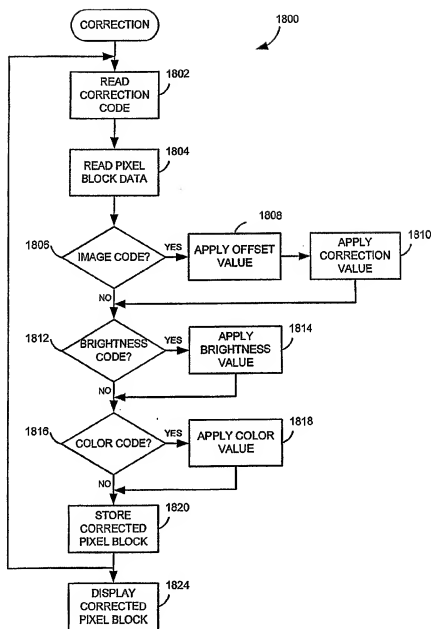 CORRECTION
1800
1802
READ
CORRECTION
CODE
1804
READ PIXEL
BLOCK DATA
1806
IMAGE CODE?
YES
1808
APPLY OFFSET
VALUE
1810
APPLY
CORRECTION
VALUE
NO
1812
BRIGHTNESS
CODE?
YES
1814
APPLY
BRIGHTNESS
VALUE
NO
1816
COLOR CODE?
YES
1818
APPLY COLOR
VALUE
NO
1820
STORE
CORRECTED
PIXEL BLOCK
1824
DISPLAY
CORRECTED
PIXEL BLOCK